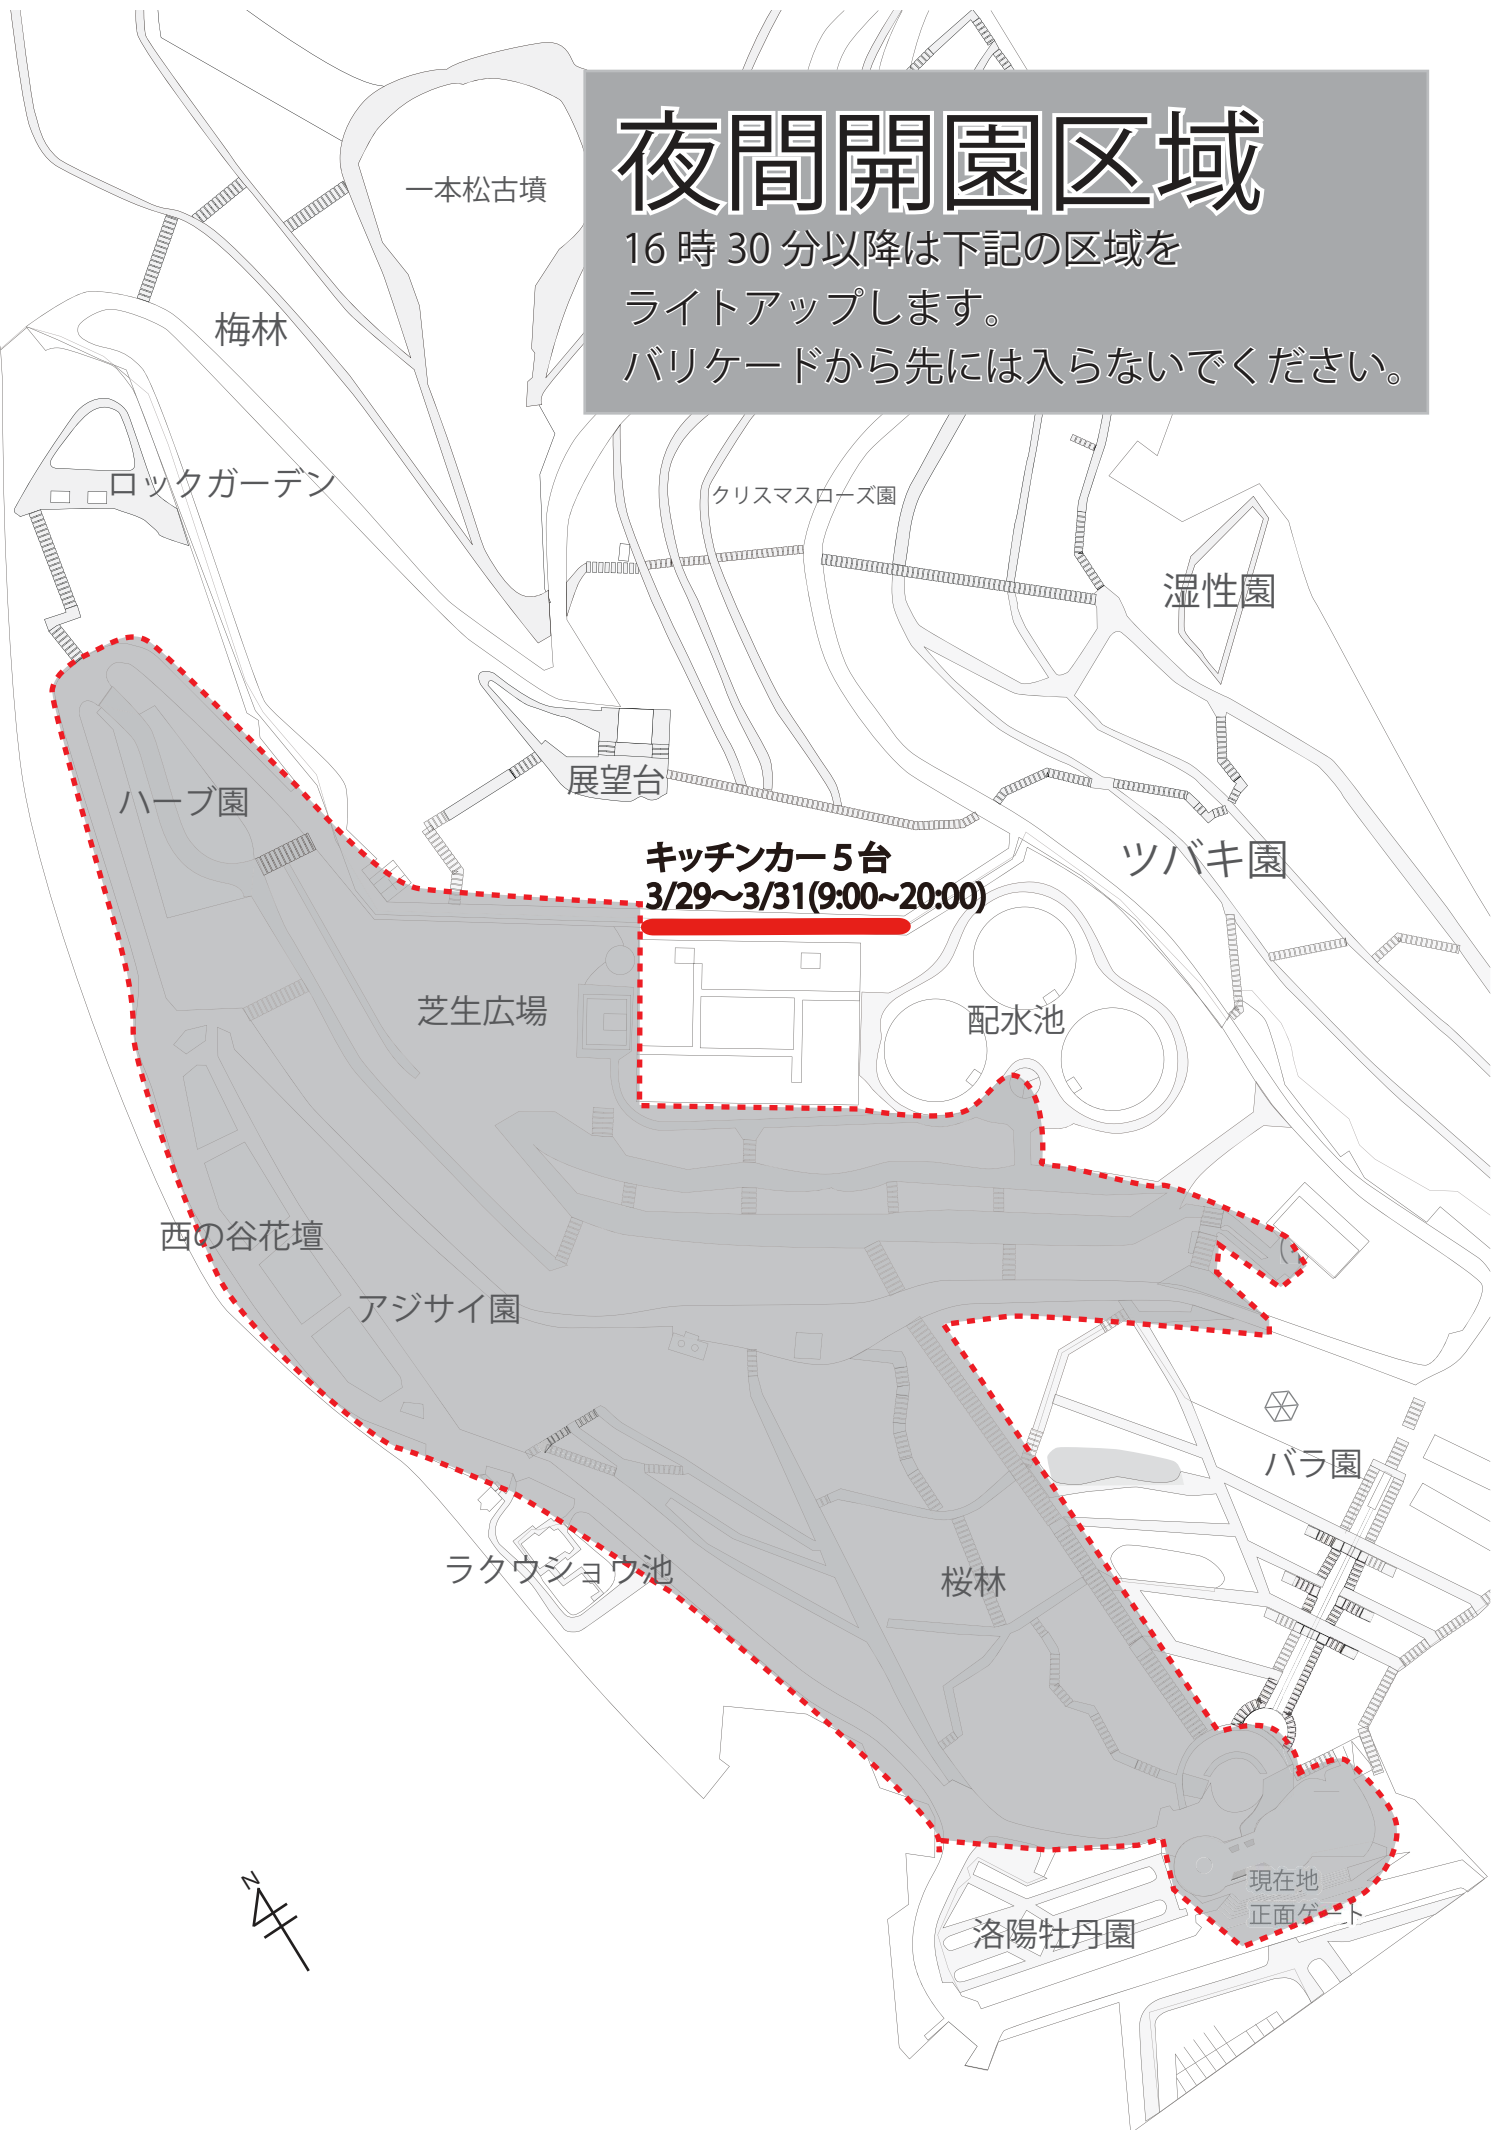 夜間開園区域
16 時 30 分以降は下記の区域を
ライトアップします。
バリケードから先には入らないでください。
一本松古墳
梅林
ロックガーデン
クリスマスローズ園
湿性園
展望台
ハーブ園
キッチンカー 5 台
3/29～3/31(9:00~20:00)
ツバキ園
芝生広場
配水池
西の谷花壇
アジサイ園
バラ園
ラクウショウ池
桜林
現在地
正面ゲート
洛陽牡丹園
N